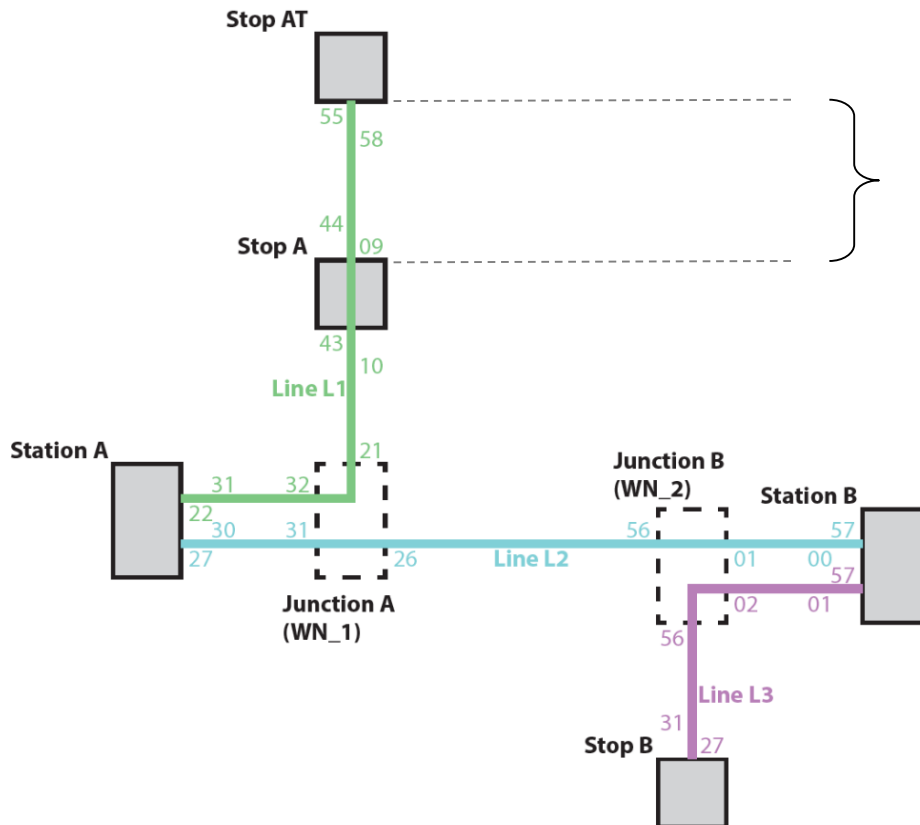 Stop AT
55
58
44
Stop A
09
43
10
Line L1
21
Station A
31
32
22
30
31
27
26
Line L2
Junction A
(WN_1)
Junction B
(WN_2)
Station B
56
57
01
00
57
02
01
56
Line L3
31
27
Stop B